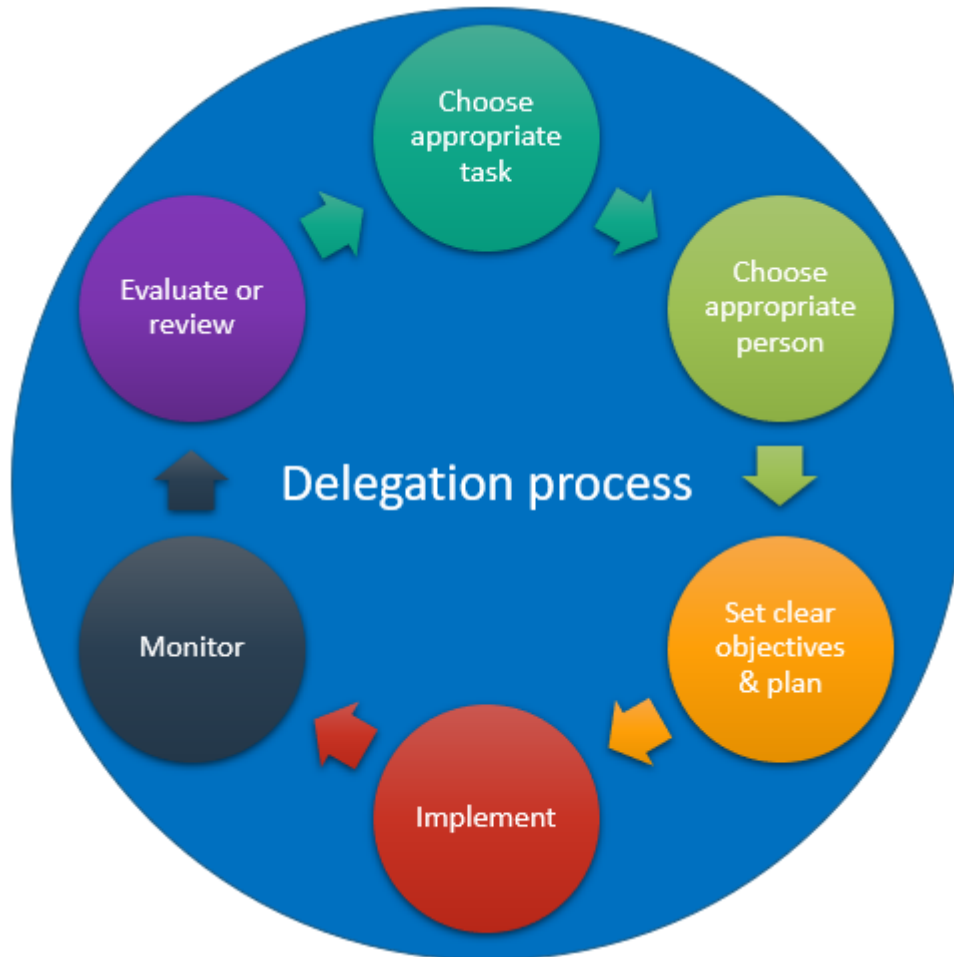 Choose
appropriate
task
Choose
appropriate
person
Set clear
objectives
& plan
Implement
Monitor
Evaluate or
review
Delegation process